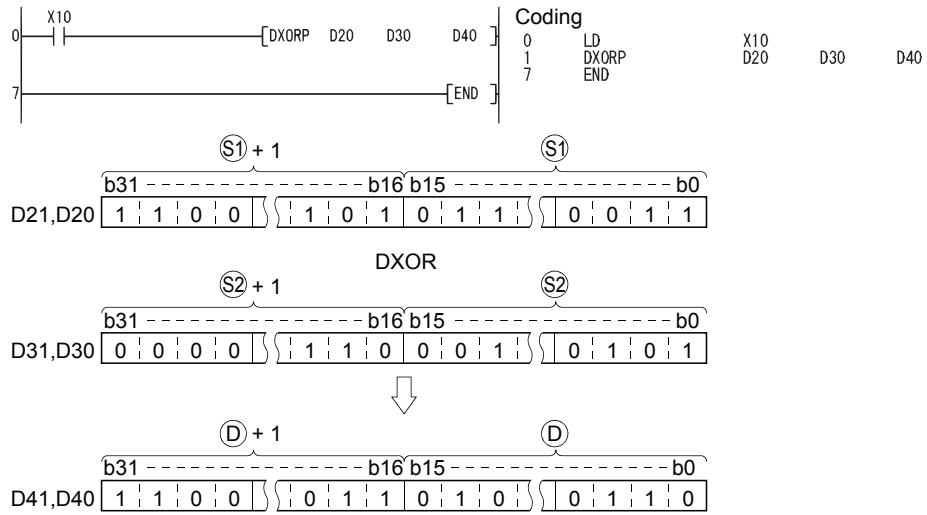 X10
0 DXORP D20 D30 D40
7 END
Coding
0 LD X10
1 DXORP D20 D30 D40
7 END
S1 + 1 S1
b31 b16 b15 b0
D21,D20 1 1 0 0 1 0 1 0 1 1 0 0 1 1
DXOR
S2 + 1 S2
b31 b16 b15 b0
D31,D30 0 0 0 0 1 1 0 0 0 1 0 1 0 1
D + 1 D
b31 b16 b15 b0
D41,D40 1 1 0 0 0 1 1 0 1 0 0 1 1 0